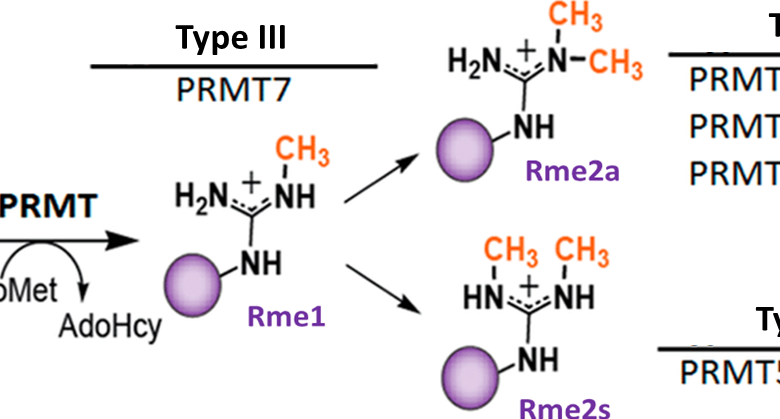 Type III
PRMT7
CH3
H2N
+
NH
NH
Rme1
PRMT
AdoHcy
CH3
H2N
+
N
CH3
NH
Rme2a
CH3 CH3
HN
+
NH
NH
Rme2s
PRMT
PRMT
PRMT
PRMT5